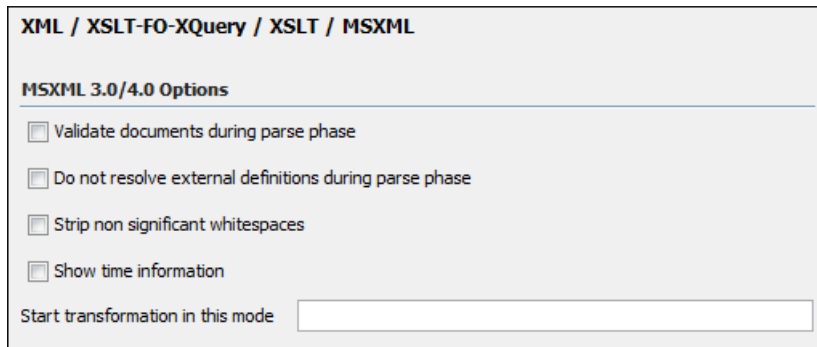 XML / XSLT-FO-XQuery / XSLT / MSXML
MSXML 3.0/4.0 Options
Validate documents during parse phase
Do not resolve external definitions during parse phase
Strip non significant whitespaces
Show time information
Start transformation in this mode